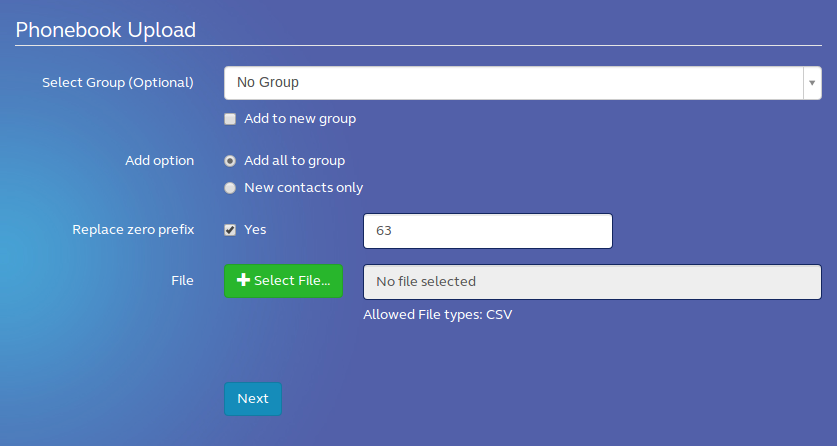 Phonebook Upload
Select Group (Optional) No Group
Add to new group
Add option Add all to group
New contacts only
Replace zero prefix Yes 63
File Select File... No file selected
Allowed File types: CSV
Next